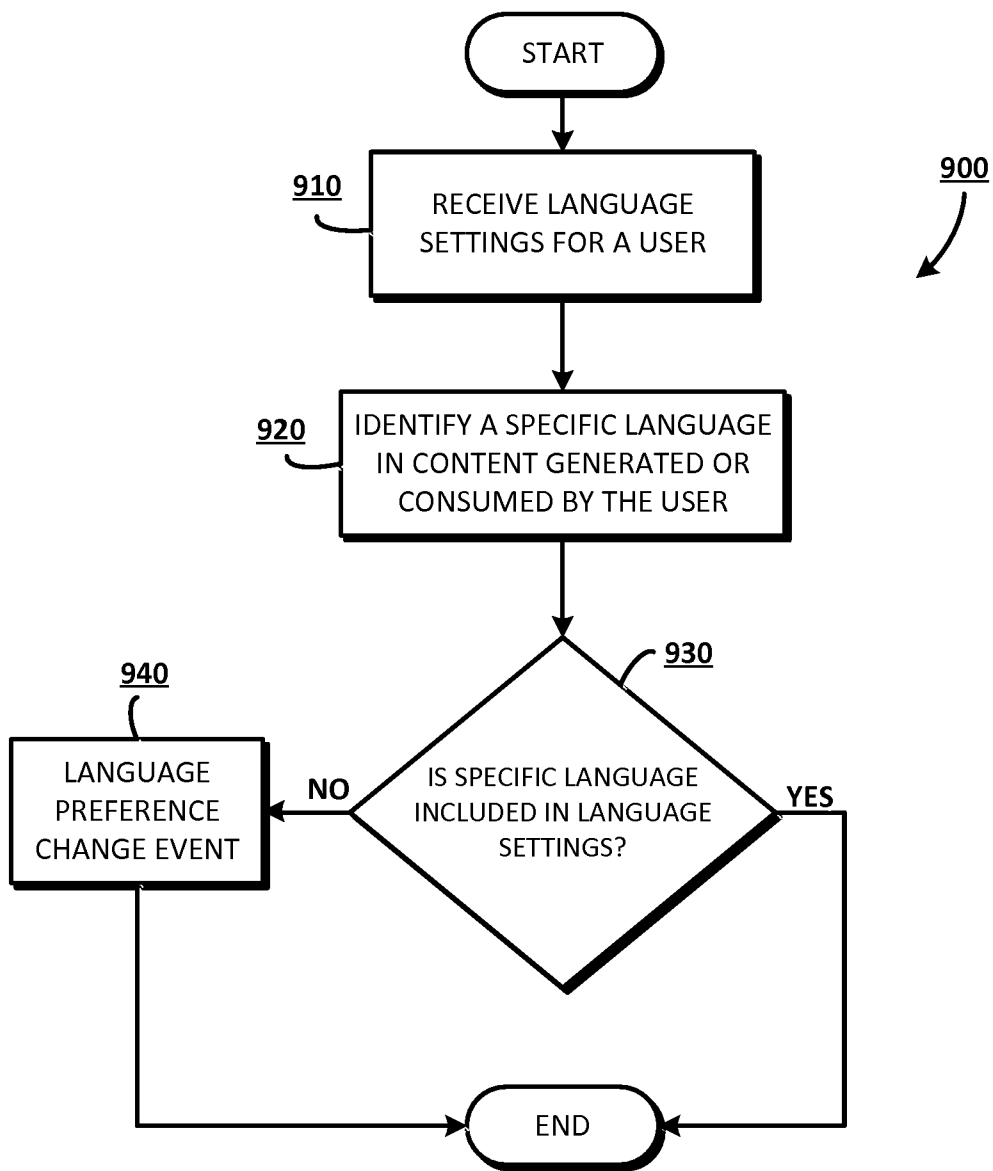 START
910
RECEIVE LANGUAGE
SETTINGS FOR A USER
900
920
IDENTIFY A SPECIFIC LANGUAGE
IN CONTENT GENERATED OR
CONSUMED BY THE USER
930
940
IS SPECIFIC LANGUAGE
INCLUDED IN LANGUAGE
SETTINGS?
NO
YES
LANGUAGE
PREFERENCE
CHANGE EVENT
END